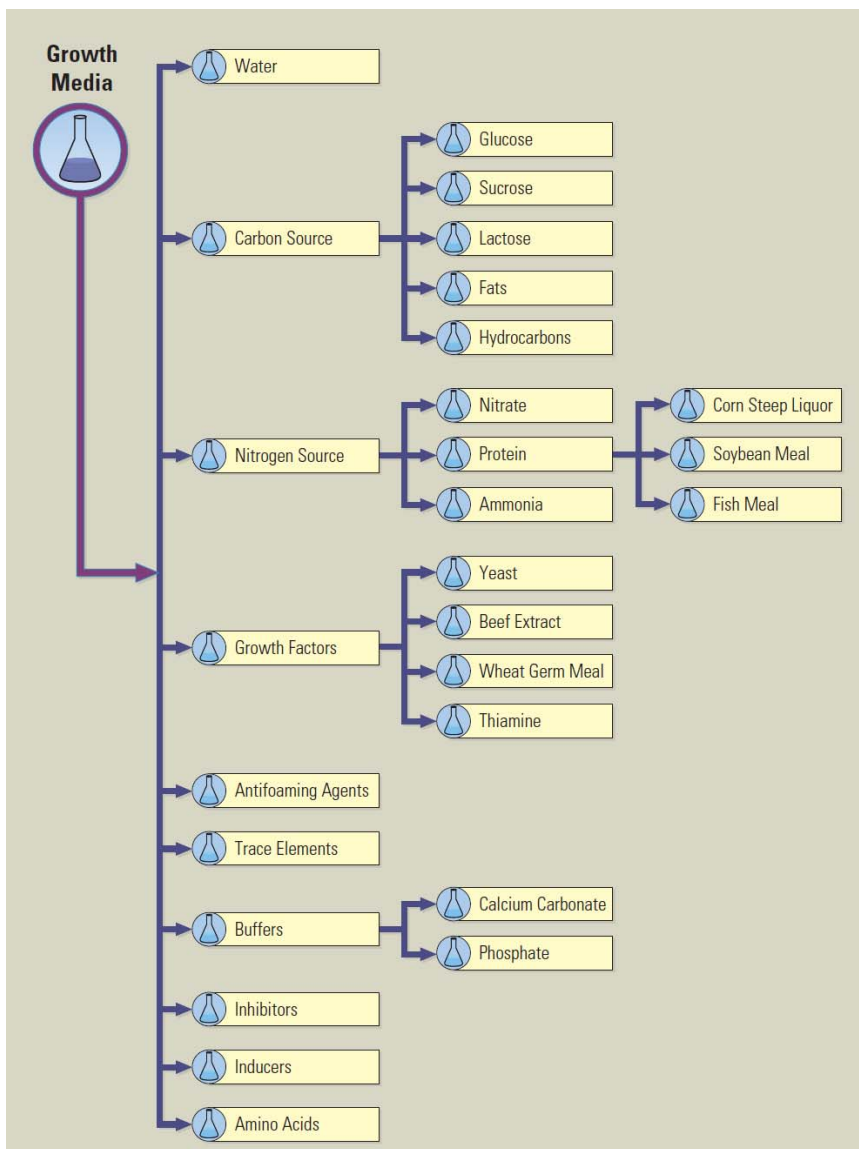 Growth
Media
Water
Carbon Source
Glucose
Sucrose
Lactose
Fats
Hydrocarbons
Nitrogen Source
Nitrate
Protein
Ammonia
Corn Steep Liquor
Soybean Meal
Fish Meal
Growth Factors
Yeast
Beef Extract
Wheat Germ Meal
Thiamine
Antifoaming Agents
Trace Elements
Buffers
Calcium Carbonate
Phosphate
Inhibitors
Inducers
Amino Acids